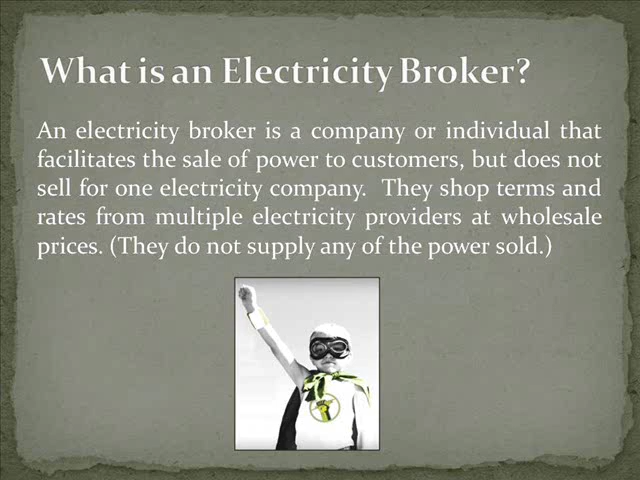 What is an Electricity Broker?
An electricity broker is a company or individual that
facilitates the sale of power to customers, but does not
sell for one electricity company.  They shop terms and
rates from multiple electricity providers at wholesale
prices. (They do not supply any of the power sold.)